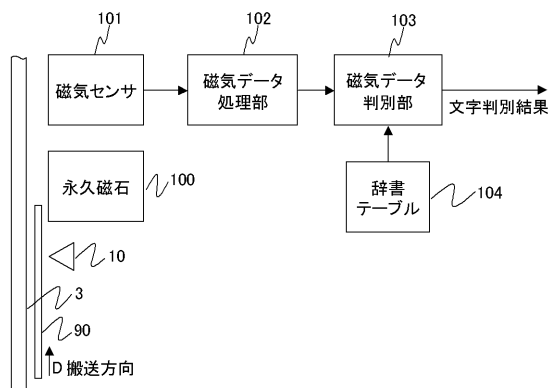 101
102
103
磁気センサ
磁気データ
処理部
磁気データ
判別部
文字判別結果
永久磁石
100
辞書
テーブル
104
10
3
90
D 搬送方向